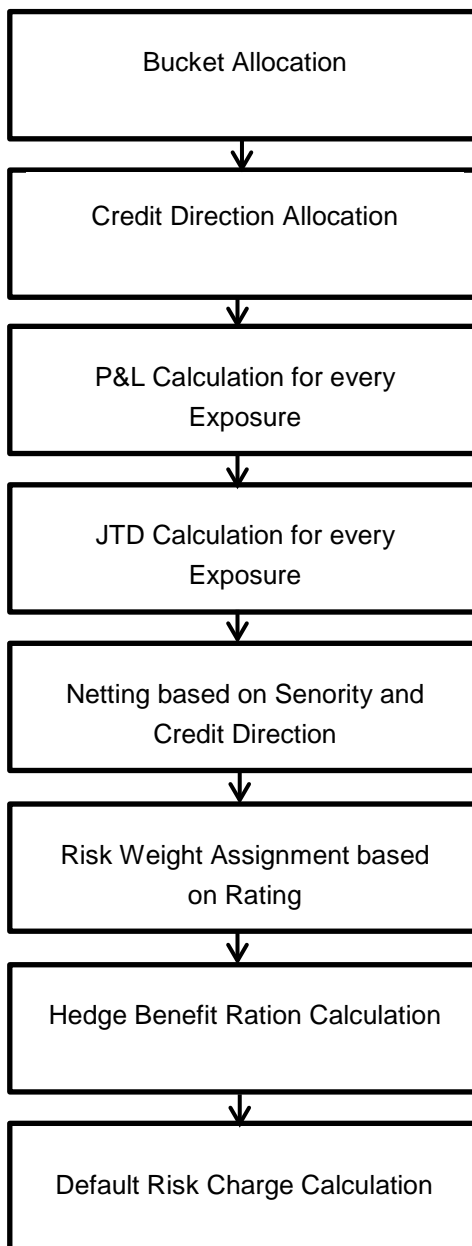 Bucket Allocation
Credit Direction Allocation
P&L Calculation for every
Exposure
JTD Calculation for every
Exposure
Netting based on Senority and
Credit Direction
Risk Weight Assignment based
on Rating
Hedge Benefit Ration Calculation
Default Risk Charge Calculation